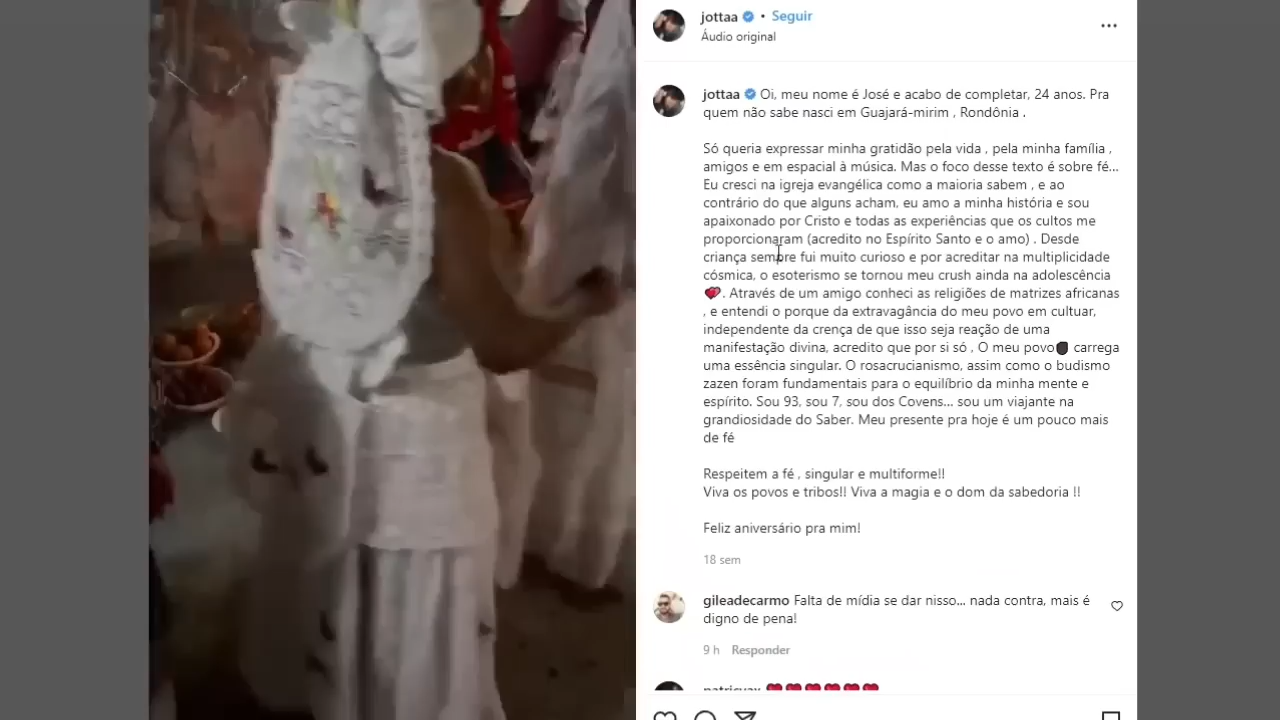 jottaa • Seguir
Áudio original
jottaa Oi, meu nome é José e acabo de completar, 24 anos. Pra
quem não sabe nasci em Guajará-mirim , Rondônia .
Só queria expressar minha gratidão pela vida , pela minha família ,
amigos e em espacial à música. Mas o foco desse texto é sobre fé...
Eu cresci na igreja evangélica como a maioria sabem , e ao
contrário do que alguns acham, eu amo a minha história e sou
apaixonado por Cristo e todas as experiências que os cultos me
proporcionaram (acredito no Espírito Santo e o amo) . Desde
criança sempre fui muito curioso e por acreditar na multiplicidade
cósmica, o esoterismo se tornou meu crush ainda na adolescência
💞. Através de um amigo conheci as religiões de matrizes africanas
, e entendi o porque da extravagância do meu povo em cultuar,
independente da crença de que isso seja reação de uma
manifestação divina, acredito que por si só , O meu povo✊🏿 carrega
uma essência singular. O rosacrucianismo, assim como o budismo
zazen foram fundamentais para o equilíbrio da minha mente e
espírito. Sou 93, sou 7, sou dos Covens... sou um viajante na
grandiosidade do Saber. Meu presente pra hoje é um pouco mais
de fé
Respeitem a fé , singular e multiforme!!
Viva os povos e tribos!! Viva a magia e o dom da sabedoria !!
Feliz aniversário pra mim!
18 sem
gileadecarmo Falta de mídia se dar nisso... nada contra, mais é
digno de pena!
9 h Responder